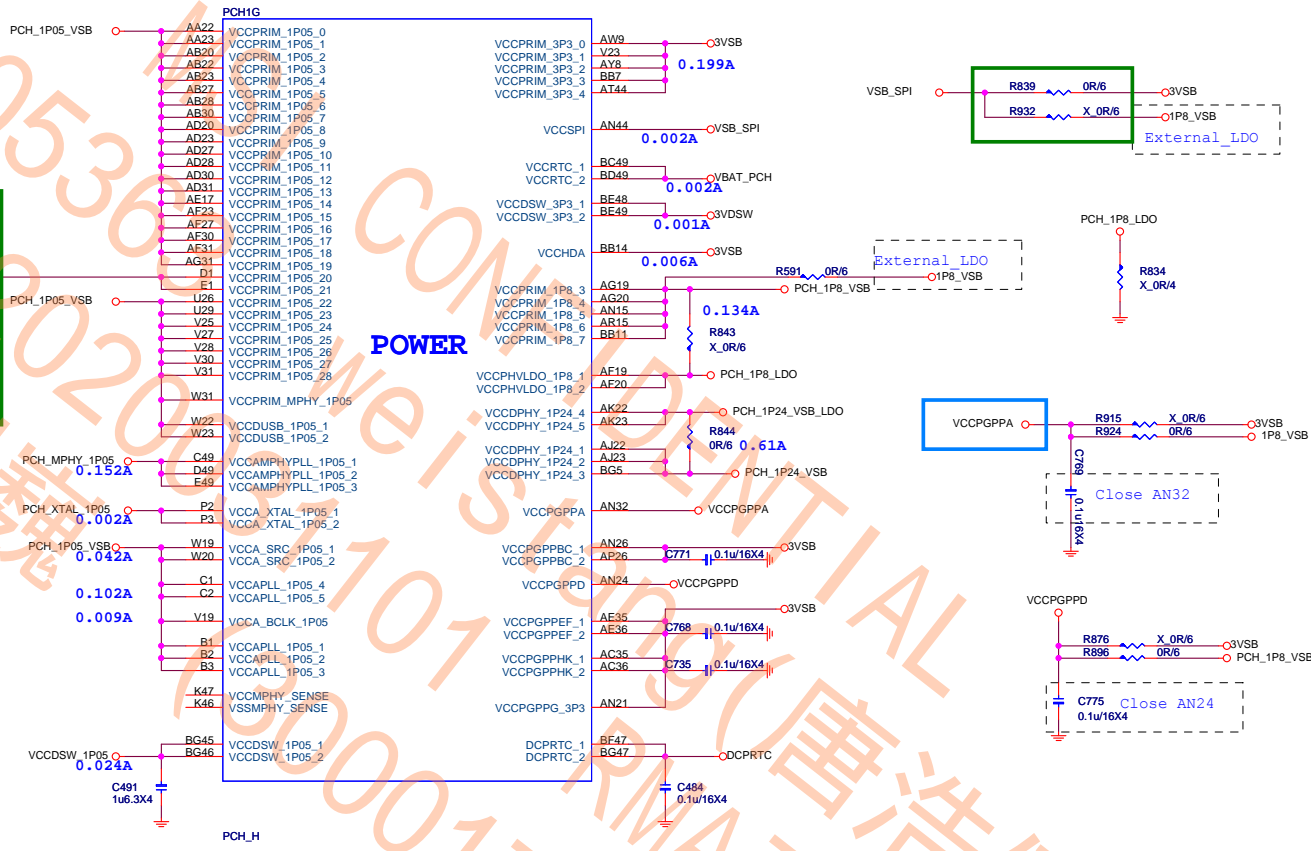 PCH1G
PCH_1P05_VSB
AA22 VCCPRIM_1P05_0
AA23 VCCPRIM_1P05_1
AB20 VCCPRIM_1P05_2
AB22 VCCPRIM_1P05_3
AB23 VCCPRIM_1P05_4
AB27 VCCPRIM_1P05_5
AB28 VCCPRIM_1P05_6
AB30 VCCPRIM_1P05_7
AD20 VCCPRIM_1P05_8
AD23 VCCPRIM_1P05_9
AD27 VCCPRIM_1P05_10
AD28 VCCPRIM_1P05_11
AD30 VCCPRIM_1P05_12
AD31 VCCPRIM_1P05_13
AE17 VCCPRIM_1P05_14
AF23 VCCPRIM_1P05_15
AF27 VCCPRIM_1P05_16
AF30 VCCPRIM_1P05_17
AF31 VCCPRIM_1P05_18
AG31 VCCPRIM_1P05_19
D1 VCCPRIM_1P05_20
E1 VCCPRIM_1P05_21
PCH_1P05_VSB
U26 VCCPRIM_1P05_22
U29 VCCPRIM_1P05_23
V25 VCCPRIM_1P05_24
V27 VCCPRIM_1P05_25
V28 VCCPRIM_1P05_26
V30 VCCPRIM_1P05_27
V31 VCCPRIM_1P05_28
W31 VCCPRIM_MPHY_1P05
W22 VCCDUSB_1P05_1
W23 VCCDUSB_1P05_2
PCH_MPHY_1P05
0.152A
C49 VCCAMPHYPLL_1P05_1
D49 VCCAMPHYPLL_1P05_2
E49 VCCAMPHYPLL_1P05_3
PCH_XTAL_1P05
0.002A
P2 VCCA_XTAL_1P05_1
P3 VCCA_XTAL_1P05_2
PCH_1P05_VSB
0.042A
W19 VCCA_SRC_1P05_1
W20 VCCA_SRC_1P05_2
0.102A
C1 VCCAPLL_1P05_4
C2 VCCAPLL_1P05_5
0.009A
V19 VCCA_BCLK_1P05
B1 VCCAPLL_1P05_1
B2 VCCAPLL_1P05_2
B3 VCCAPLL_1P05_3
K47 VCCMPHY_SENSE
K46 VSSMPHY_SENSE
VCCDSW_1P05
0.024A
BG45 VCCDSW_1P05_1
BG46 VCCDSW_1P05_2
C491
1u6.3X4
PCH_H
POWER
VCCPRIM_3P3_0 AW9 3VSB
VCCPRIM_3P3_1 V23
VCCPRIM_3P3_2 AY8
VCCPRIM_3P3_3 BB7
VCCPRIM_3P3_4 AT44
0.199A
VCCSPI AN44 VSB_SPI
0.002A
VCCRTC_1 BC49
VCCRTC_2 BD49 VBAT_PCH
0.002A
VCCDSW_3P3_1 BE48
VCCDSW_3P3_2 BE49 3VDSW
0.001A
VCCHDA BB14 3VSB
0.006A
R591 0R/6 1P8_VSB
External_LDO
VCCPRIM_1P8_3 AG19 PCH_1P8_VSB
VCCPRIM_1P8_4 AG20
VCCPRIM_1P8_5 AN15
VCCPRIM_1P8_6 AR15
VCCPRIM_1P8_7 BB11
0.134A
R843
X_0R/6
VCCPHVLDO_1P8_1 AF19 PCH_1P8_LDO
VCCPHVLDO_1P8_2 AF20
VCCDPHY_1P24_4 AK22 PCH_1P24_VSB_LDO
VCCDPHY_1P24_5 AK23
R844
0R/6 0.61A
VCCDPHY_1P24_1 AJ22
VCCDPHY_1P24_2 AJ23
VCCDPHY_1P24_3 BG5 PCH_1P24_VSB
VCCPGPPA AN32 VCCPGPPA
VCCPGPPBC_1 AN26 3VSB
VCCPGPPBC_2 AP26 C771 0.1u/16X4
VCCPGPPD AN24 VCCPGPPD
3VSB
VCCPGPPEF_1 AE35
VCCPGPPEF_2 AE36 C768 0.1u/16X4
VCCPGPPHK_1 AC35
VCCPGPPHK_2 AC36 C735 0.1u/16X4
VCCPGPPG_3P3 AN21
DCPRTC_1 BF47
DCPRTC_2 BG47 DCPRTC
C484
0.1u/16X4
VSB_SPI
R839 0R/6 3VSB
R932 X_0R/6 1P8_VSB
External_LDO
PCH_1P8_LDO
R834
X_0R/4
VCCPGPPA
R915 X_0R/6 3VSB
R924 0R/6 1P8_VSB
C769
0.1u16X4
Close AN32
VCCPGPPD
R876 X_0R/6 3VSB
R896 0R/6 PCH_1P8_VSB
C775
0.1u/16X4
Close AN24
MSI CONFIDENTIAL
weistang(唐浩